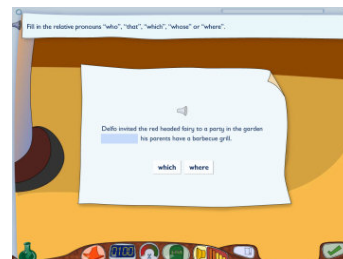 Fill in the relative pronouns "who", "that", "which", "whose" or "where".
Dalfo invited the red headed fairy to a party in the garden
his parents have a barbecue grill.
which where